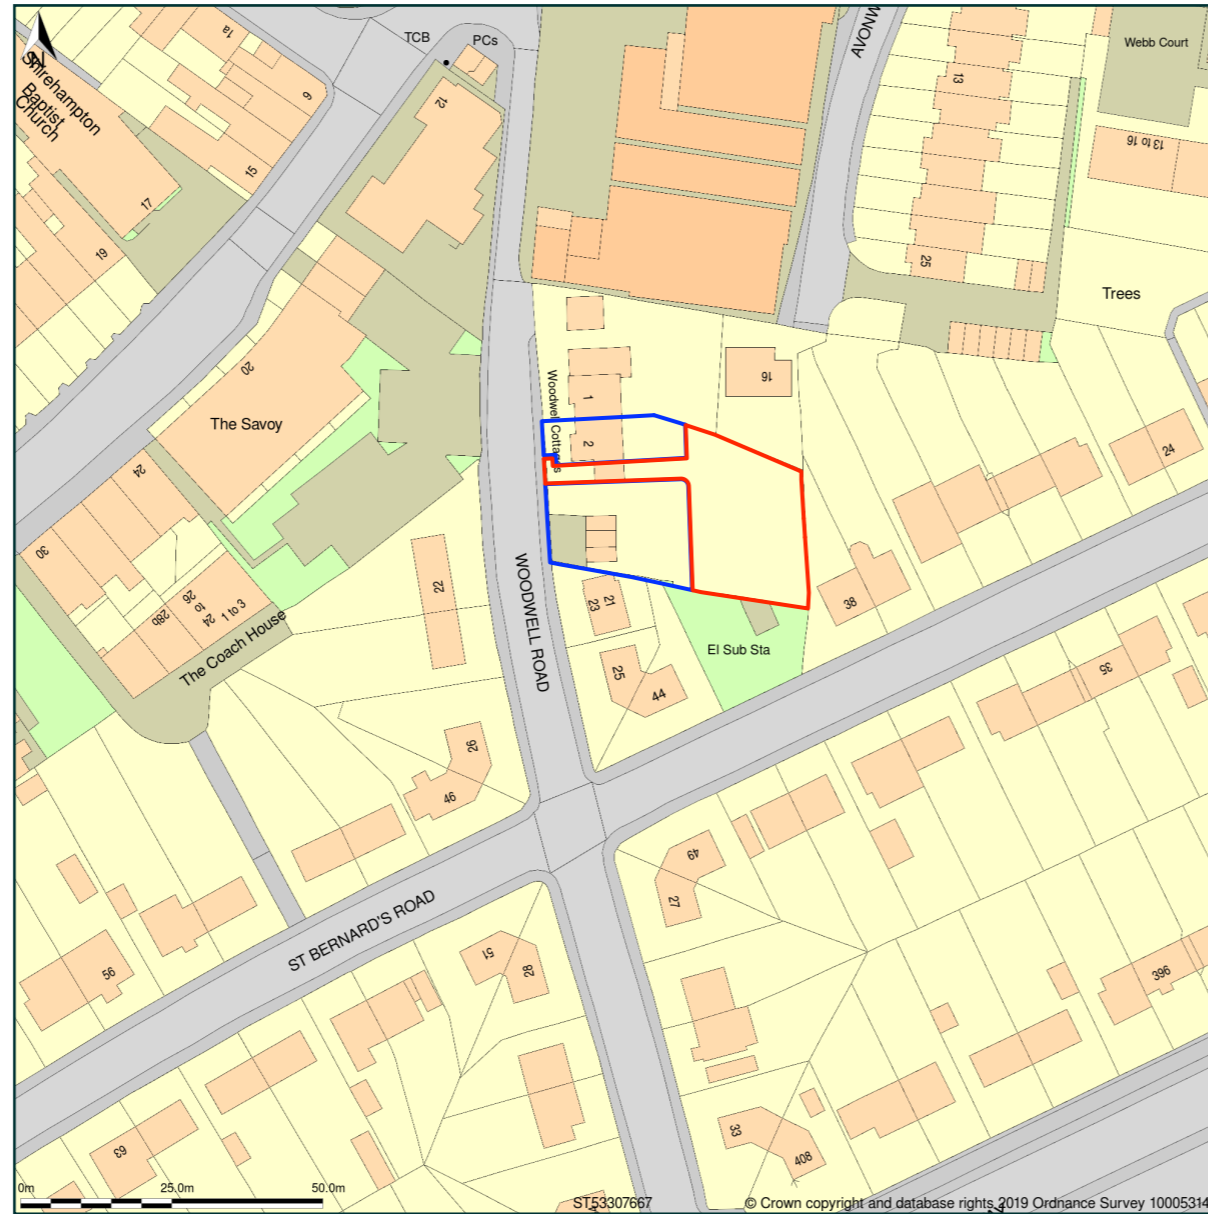 TCB
PCs
AVONW
Webb Court
1a
9
12
13
13 to 16
Shirehampton
Baptist
Church
15
17
19
25
Trees
20
1
16
The Savoy
Woodwell Cottages
2
24
24
30
22
38
WOODWELL ROAD
21
23
El Sub Sta
28b
26
to
24
1 to 3
The Coach House
25
44
35
26
46
49
27
ST BERNARD'S ROAD
51
28
56
396
33
63
408
0m
25.0m
50.0m
ST53307667
© Crown copyright and database rights 2019 Ordnance Survey 10005314